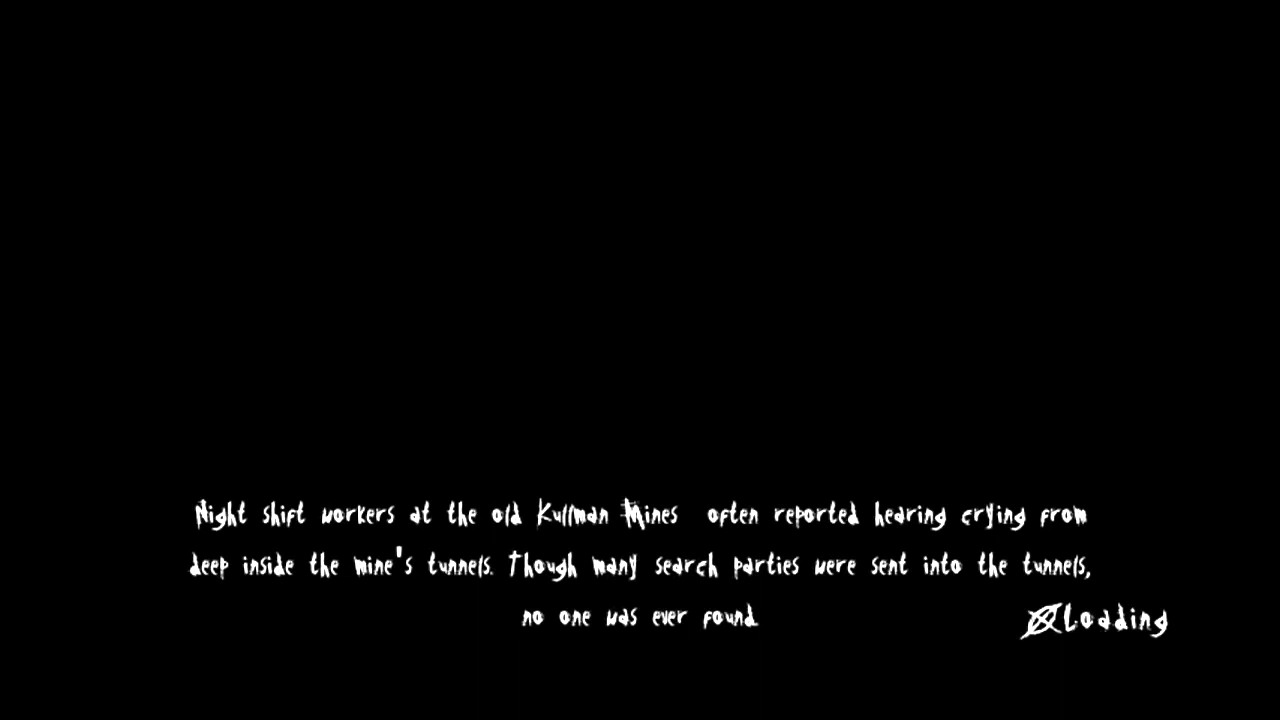 Night shift workers at the old Kullman Mines often reported hearing crying from
deep inside the mine's tunnels. Though many search parties were sent into the tunnels,
no one was ever found.
Loading